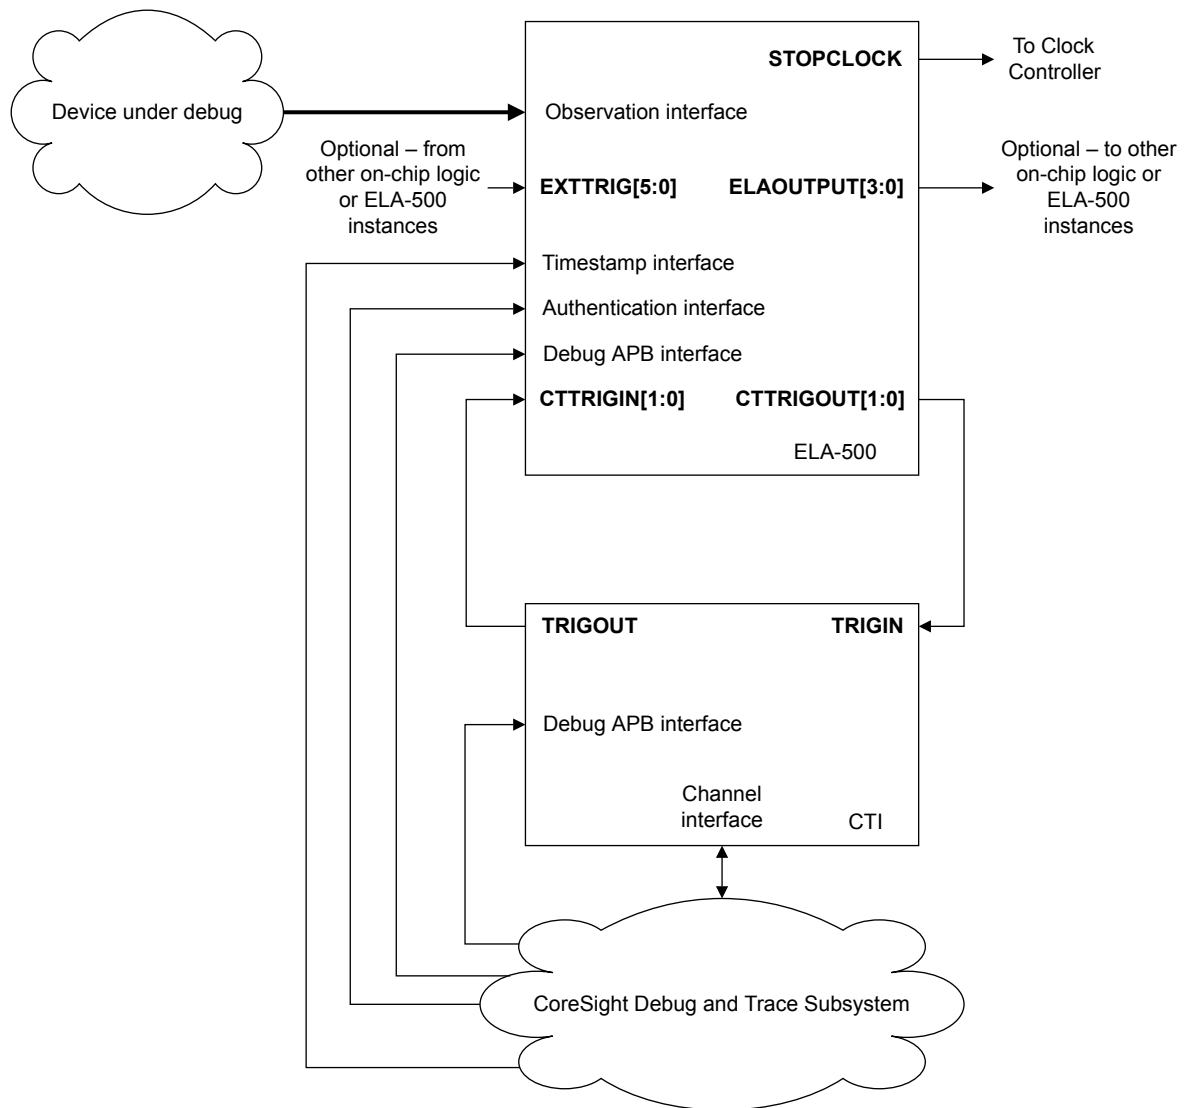 STOPCLOCK
To Clock
Controller
Device under debug
Observation interface
Optional – from
other on-chip logic
or ELA-500
instances
EXTTRIG[5:0]
ELAOUTPUT[3:0]
Optional – to other
on-chip logic or
ELA-500
instances
Timestamp interface
Authentication interface
Debug APB interface
CTTRIGIN[1:0]
CTTRIGOUT[1:0]
ELA-500
TRIGOUT
TRIGIN
Debug APB interface
Channel
interface
CTI
CoreSight Debug and Trace Subsystem